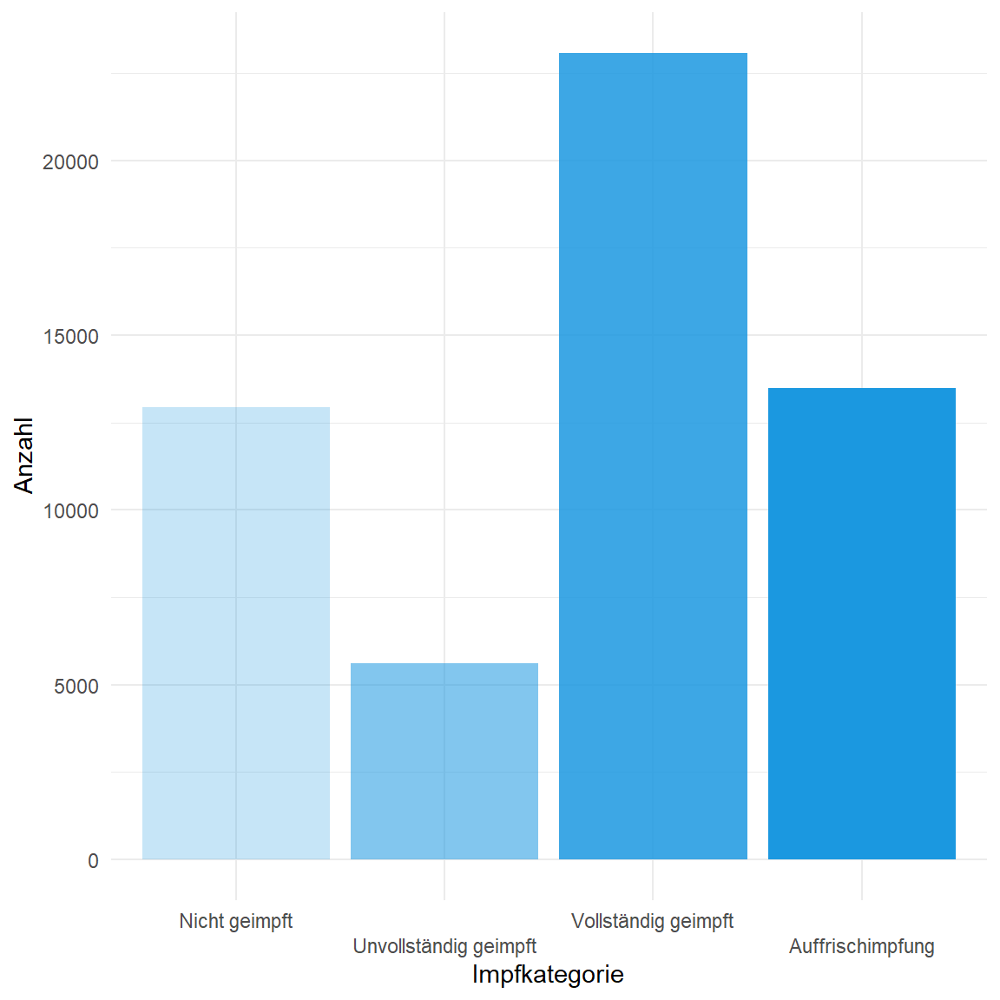 Anzahl
20000
15000
10000
5000
0
Nicht geimpft
Vollständig geimpft
Unvollständig geimpft
Auffrischimpfung
Impfkategorie